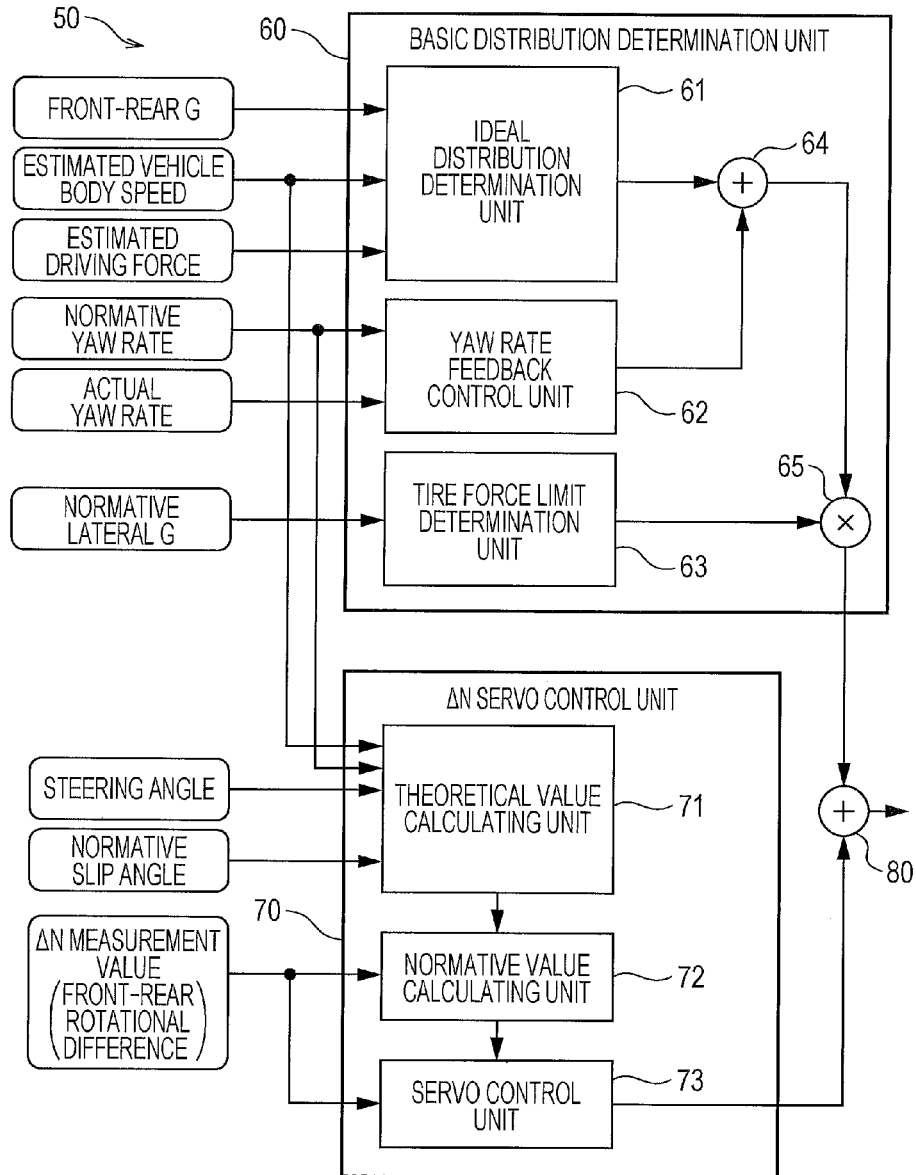 50
60
BASIC DISTRIBUTION DETERMINATION UNIT
FRONT-REAR G
ESTIMATED VEHICLE
BODY SPEED
ESTIMATED
DRIVING FORCE
NORMATIVE
YAW RATE
ACTUAL
YAW RATE
NORMATIVE
LATERAL G
IDEAL
DISTRIBUTION
DETERMINATION
UNIT
61
64
+
YAW RATE
FEEDBACK
CONTROL UNIT
62
65
×
TIRE FORCE LIMIT
DETERMINATION
UNIT
63
ΔN SERVO CONTROL UNIT
STEERING ANGLE
NORMATIVE
SLIP ANGLE
70
ΔN MEASUREMENT
VALUE
(FRONT-REAR
ROTATIONAL
DIFFERENCE)
THEORETICAL VALUE
CALCULATING UNIT
71
+
80
NORMATIVE VALUE
CALCULATING UNIT
72
SERVO CONTROL
UNIT
73